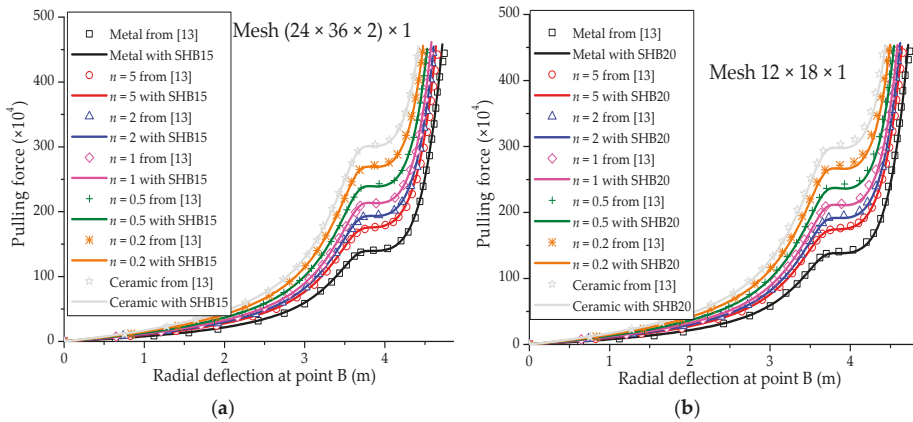 (a)
Mesh (24 × 36 × 2) × 1
Metal from [13]
Metal with SHB15
n = 5 from [13]
n = 5 with SHB15
n = 2 from [13]
n = 2 with SHB15
n = 1 from [13]
n = 1 with SHB15
n = 0.5 from [13]
n = 0.5 with SHB15
n = 0.2 from [13]
n = 0.2 with SHB15
Ceramic from [13]
Ceramic with SHB15
Pulling force (×10⁴)
500
400
300
200
100
0
0 1 2 3 4
Radial deflection at point B (m)
(a)
(b)
Mesh 12 × 18 × 1
Metal from [13]
Metal with SHB20
n = 5 from [13]
n = 5 with SHB20
n = 2 from [13]
n = 2 with SHB20
n = 1 from [13]
n = 1 with SHB20
n = 0.5 from [13]
n = 0.5 with SHB20
n = 0.2 from [13]
n = 0.2 with SHB20
Ceramic from [13]
Ceramic with SHB20
Pulling force (×10⁴)
500
400
300
200
100
0
0 1 2 3 4
Radial deflection at point B (m)
(b)